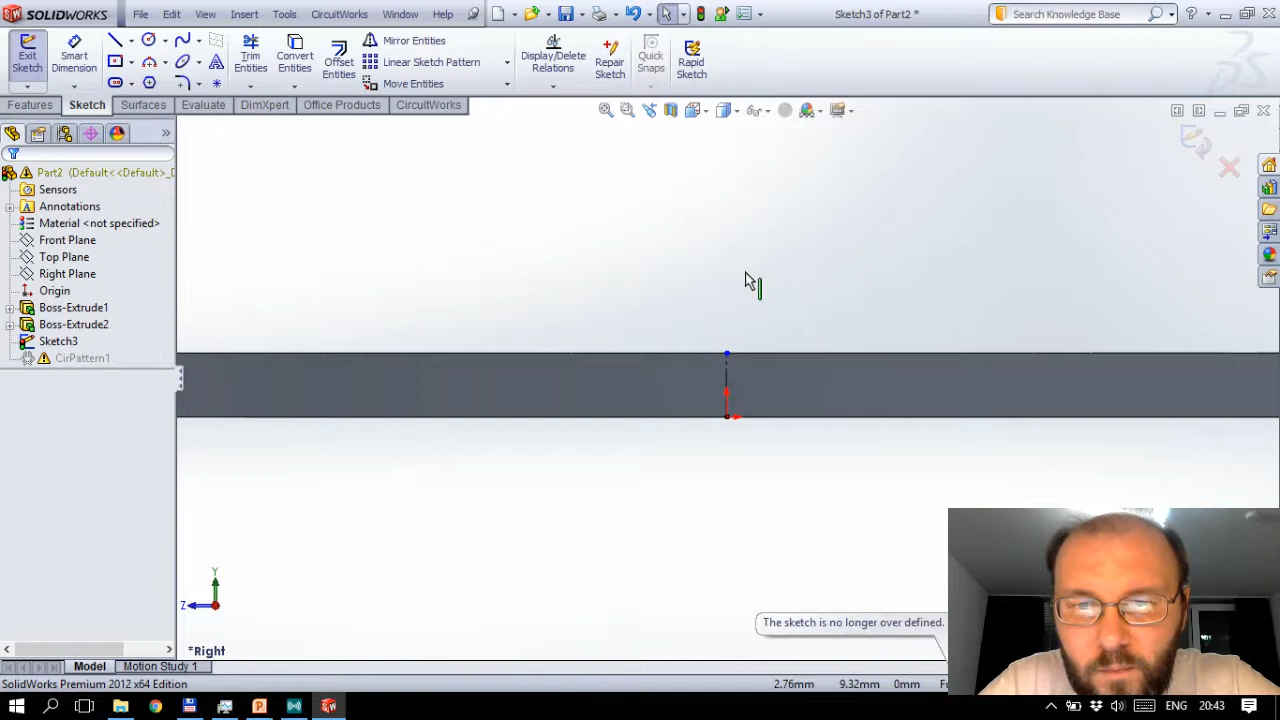 SOLIDWORKS File Edit View Insert Tools CircuitWorks Window Help Sketch3 of Part2 * Search Knowledge Base
Exit Sketch
Smart Dimension
Trim Entities
Convert Entities
Offset Entities
Mirror Entities
Linear Sketch Pattern
Move Entities
Display/Delete Relations
Repair Sketch
Quick Snaps
Rapid Sketch
Features Sketch Surfaces Evaluate DimXpert Office Products CircuitWorks
Part2 (Default<<Default>_D
Sensors
Annotations
Material <not specified>
Front Plane
Top Plane
Right Plane
Origin
Boss-Extrude1
Boss-Extrude2
Sketch3
CirPattern1
Y
Z
The sketch is no longer over defined.
*Right
Model Motion Study 1
SolidWorks Premium 2012 x64 Edition 2.76mm 9.32mm 0mm Fu
ENG 20:43